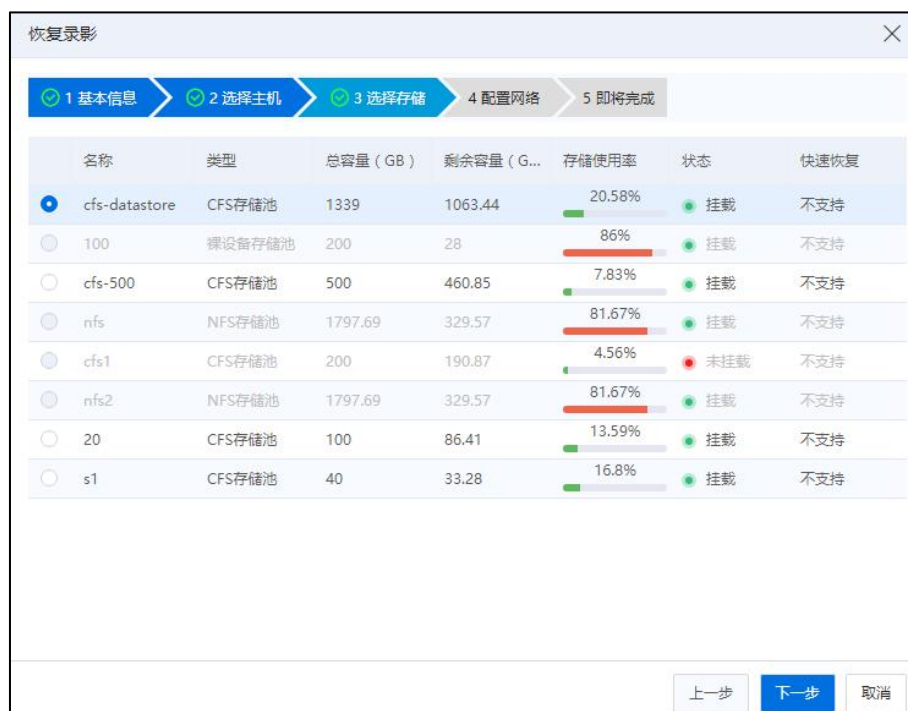 恢复录影
1 基本信息 2 选择主机 3 选择存储 4 配置网络 5 即将完成
名称 类型 总容量（GB） 剩余容量（G... 存储使用率 状态 快速恢复
cfs-datastore CFS存储池 1339 1063.44 20.58% 挂载 不支持
100 裸设备存储池 200 28 86% 挂载 不支持
cfs-500 CFS存储池 500 460.85 7.83% 挂载 不支持
nfs NFS存储池 1797.69 329.57 81.67% 挂载 不支持
cfs1 CFS存储池 200 190.87 4.56% 未挂载 不支持
nfs2 NFS存储池 1797.69 329.57 81.67% 挂载 不支持
20 CFS存储池 100 86.41 13.59% 挂载 不支持
s1 CFS存储池 40 33.28 16.8% 挂载 不支持
上一步 下一步 取消